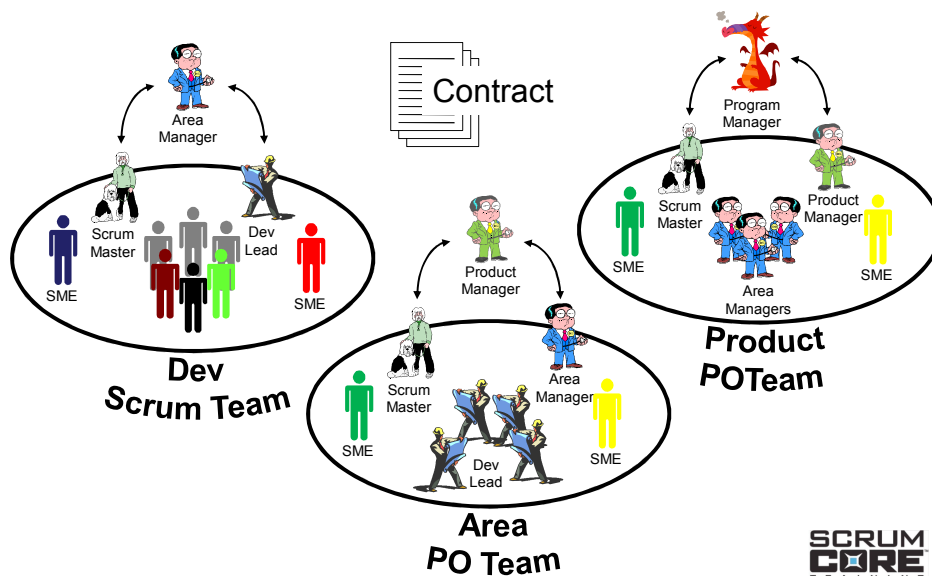 Contract
Area
Manager
Scrum
Master
Dev
Lead
SME
SME
Dev
Scrum Team
Product
Manager
Scrum
Master
Area
Manager
SME
SME
Dev
Lead
Area
PO Team
Program
Manager
Scrum
Master
Product
Manager
SME
SME
Area
Managers
Product
POTeam
SCRUM
CORE